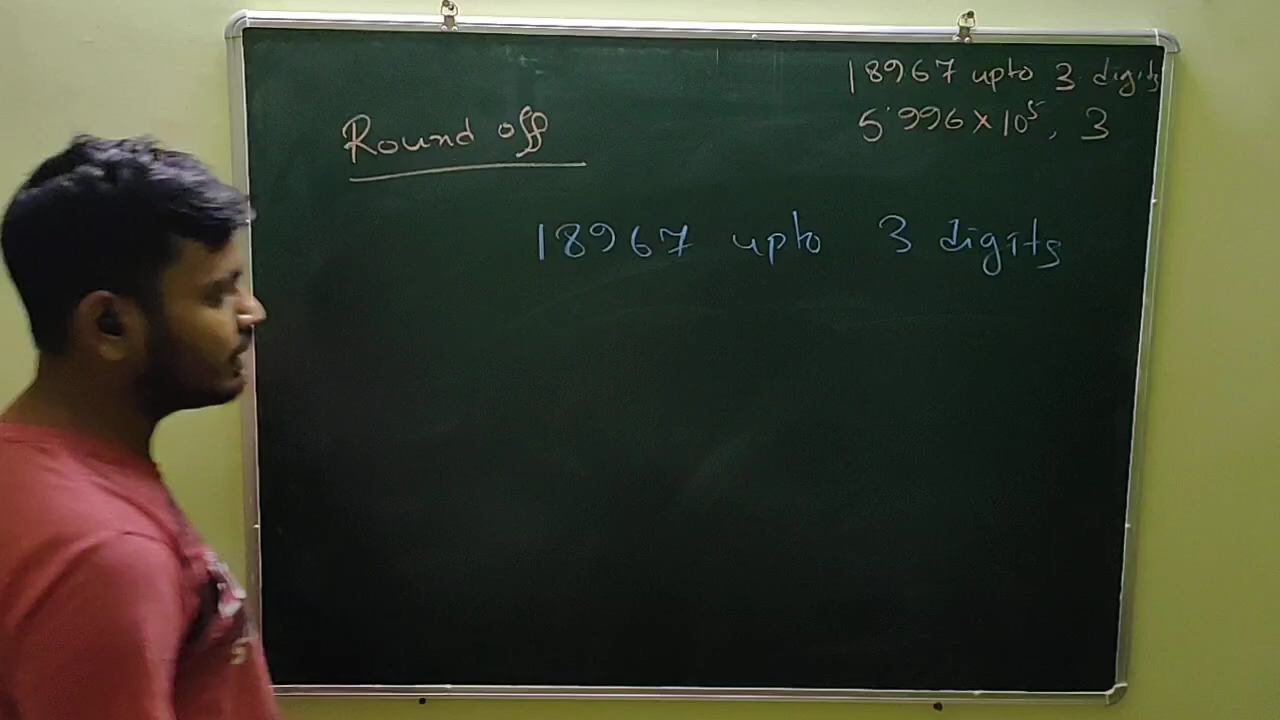 18967 upto 3 digits
5.996 × 10⁵, 3
Round off
18967 upto 3 digits